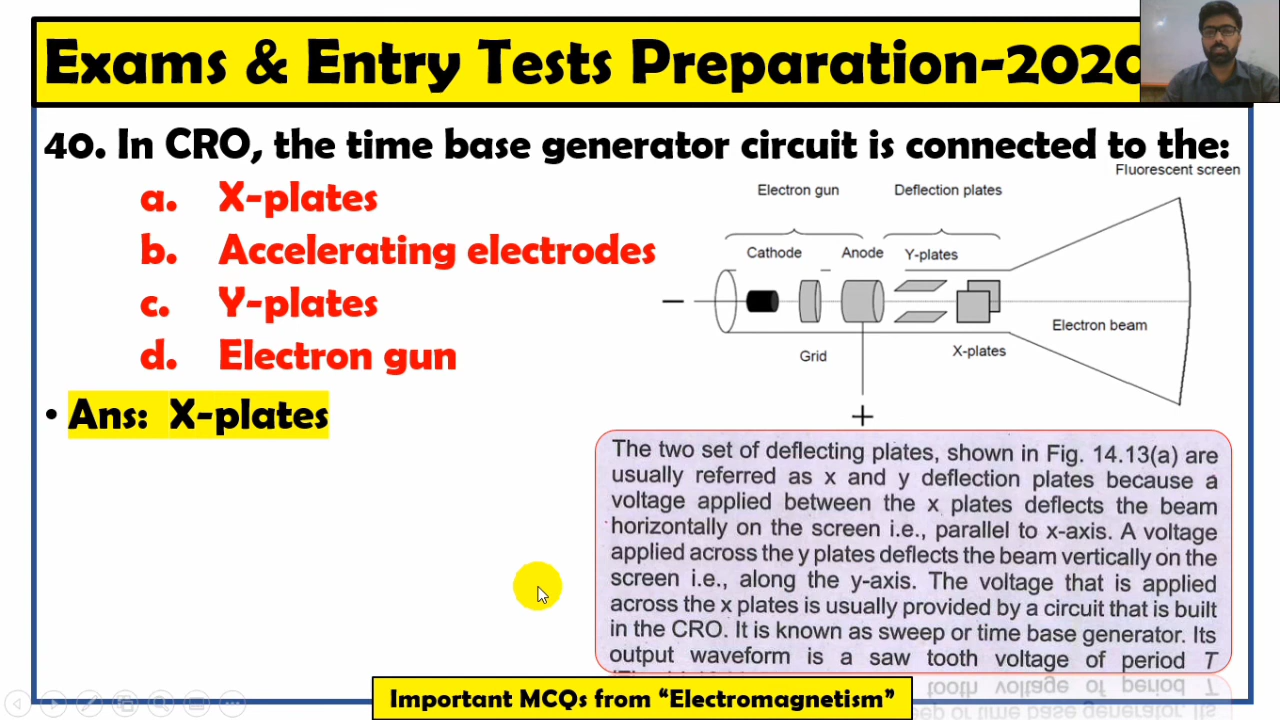 Exams & Entry Tests Preparation-2020
40. In CRO, the time base generator circuit is connected to the:
a. X-plates
b. Accelerating electrodes
c. Y-plates
d. Electron gun
• Ans: X-plates
Fluorescent screen
Electron gun
Deflection plates
Cathode
Anode
Y-plates
−
Electron beam
Grid
X-plates
+
The two set of deflecting plates, shown in Fig. 14.13(a) are
usually referred as x and y deflection plates because a
voltage applied between the x plates deflects the beam
horizontally on the screen i.e., parallel to x-axis. A voltage
applied across the y plates deflects the beam vertically on the
screen i.e., along the y-axis. The voltage that is applied
across the x plates is usually provided by a circuit that is built
in the CRO. It is known as sweep or time base generator. Its
output waveform is a saw tooth voltage of period T
Important MCQs from “Electromagnetism”